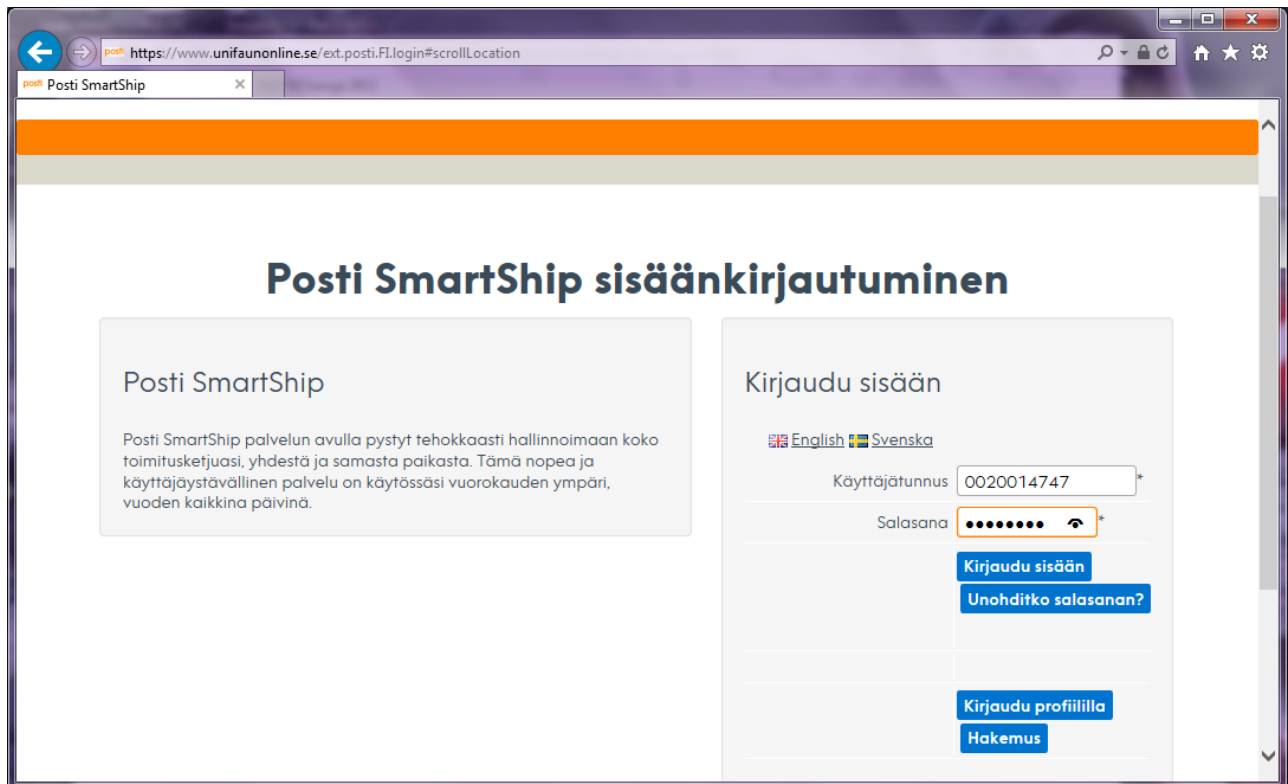 posti https://www.unifaunonline.se/ext.posti.FI.login#scrollLocation
posti Posti SmartShip
Posti SmartShip sisäänkirjautuminen
Posti SmartShip
Posti SmartShip palvelun avulla pystyt tehokkaasti hallinnoimaan koko
toimitusketjuasi, yhdestä ja samasta paikasta. Tämä nopea ja
käyttäjäystävällinen palvelu on käytössäsi vuorokauden ympäri,
vuoden kaikkina päivinä.
Kirjaudu sisään
English Svenska
Käyttäjätunnus 0020014747 *
Salasana •••••••• *
Kirjaudu sisään
Unohditko salasanan?
Kirjaudu profiililla
Hakemus